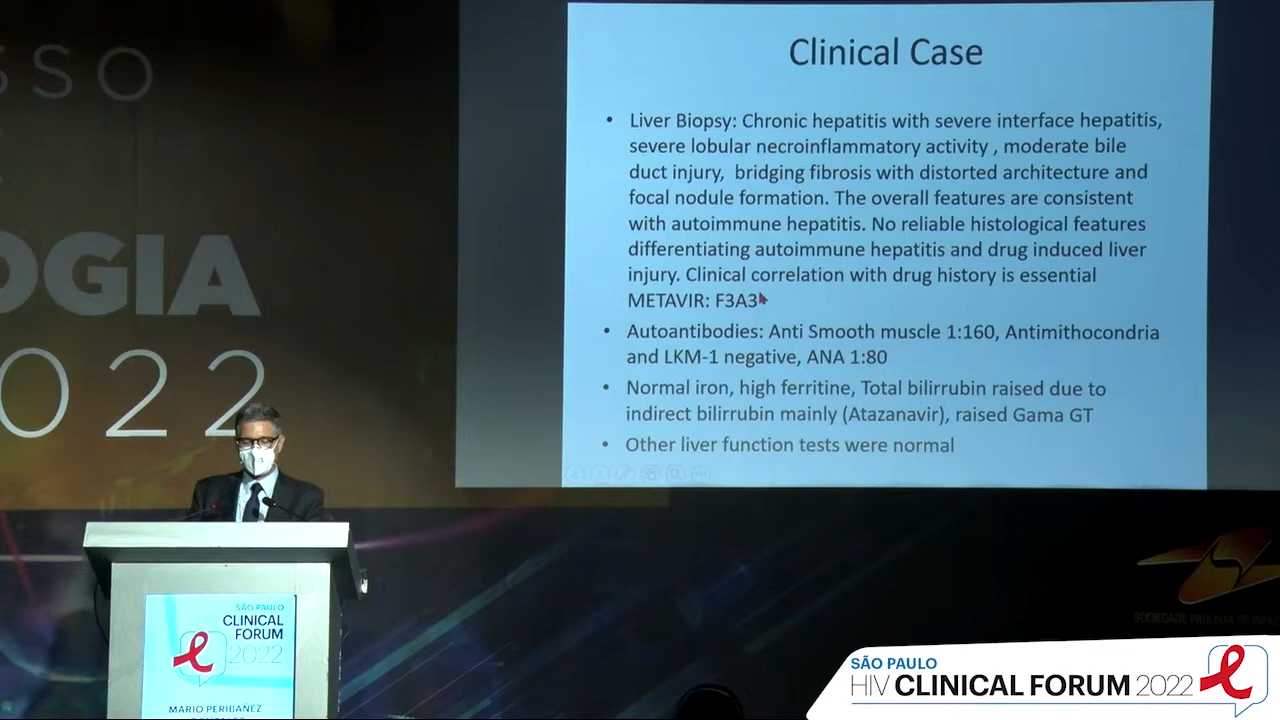 SSO
OGIA
2022
Clinical Case
• Liver Biopsy: Chronic hepatitis with severe interface hepatitis,
severe lobular necroinflammatory activity , moderate bile
duct injury, bridging fibrosis with distorted architecture and
focal nodule formation. The overall features are consistent
with autoimmune hepatitis. No reliable histological features
differentiating autoimmune hepatitis and drug induced liver
injury. Clinical correlation with drug history is essential
METAVIR: F3A3
• Autoantibodies: Anti Smooth muscle 1:160, Antimithocondria
and LKM-1 negative, ANA 1:80
• Normal iron, high ferritine, Total bilirrubin raised due to
indirect bilirrubin mainly (Atazanavir), raised Gama GT
• Other liver function tests were normal
SÃO PAULO
CLINICAL
FORUM
2022
MARIO PERIBAÑEZ
SÃO PAULO
HIV CLINICAL FORUM 2022